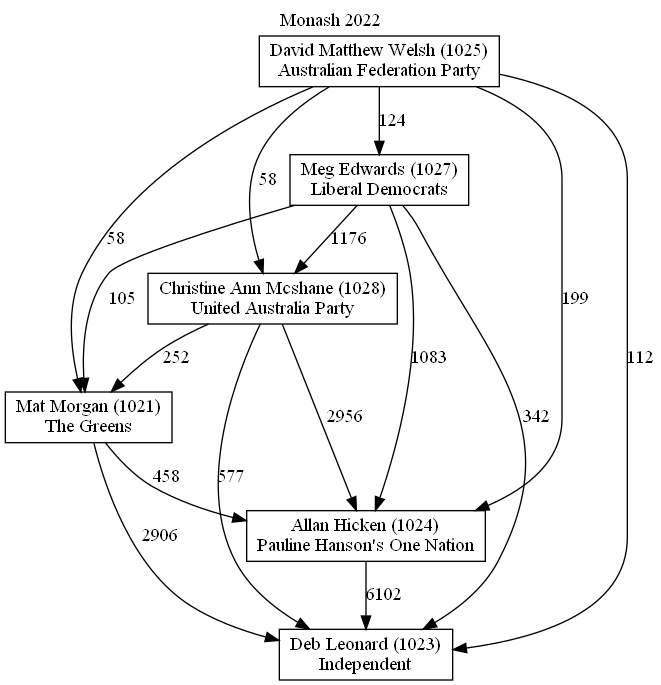 Monash 2022
David Matthew Welsh (1025)
Australian Federation Party
124
Meg Edwards (1027)
Liberal Democrats
58
58
1176
105
Christine Ann Mcshane (1028)
United Australia Party
199
1083
112
252
Mat Morgan (1021)
The Greens
2956
342
458
577
2906
Allan Hicken (1024)
Pauline Hanson's One Nation
6102
Deb Leonard (1023)
Independent